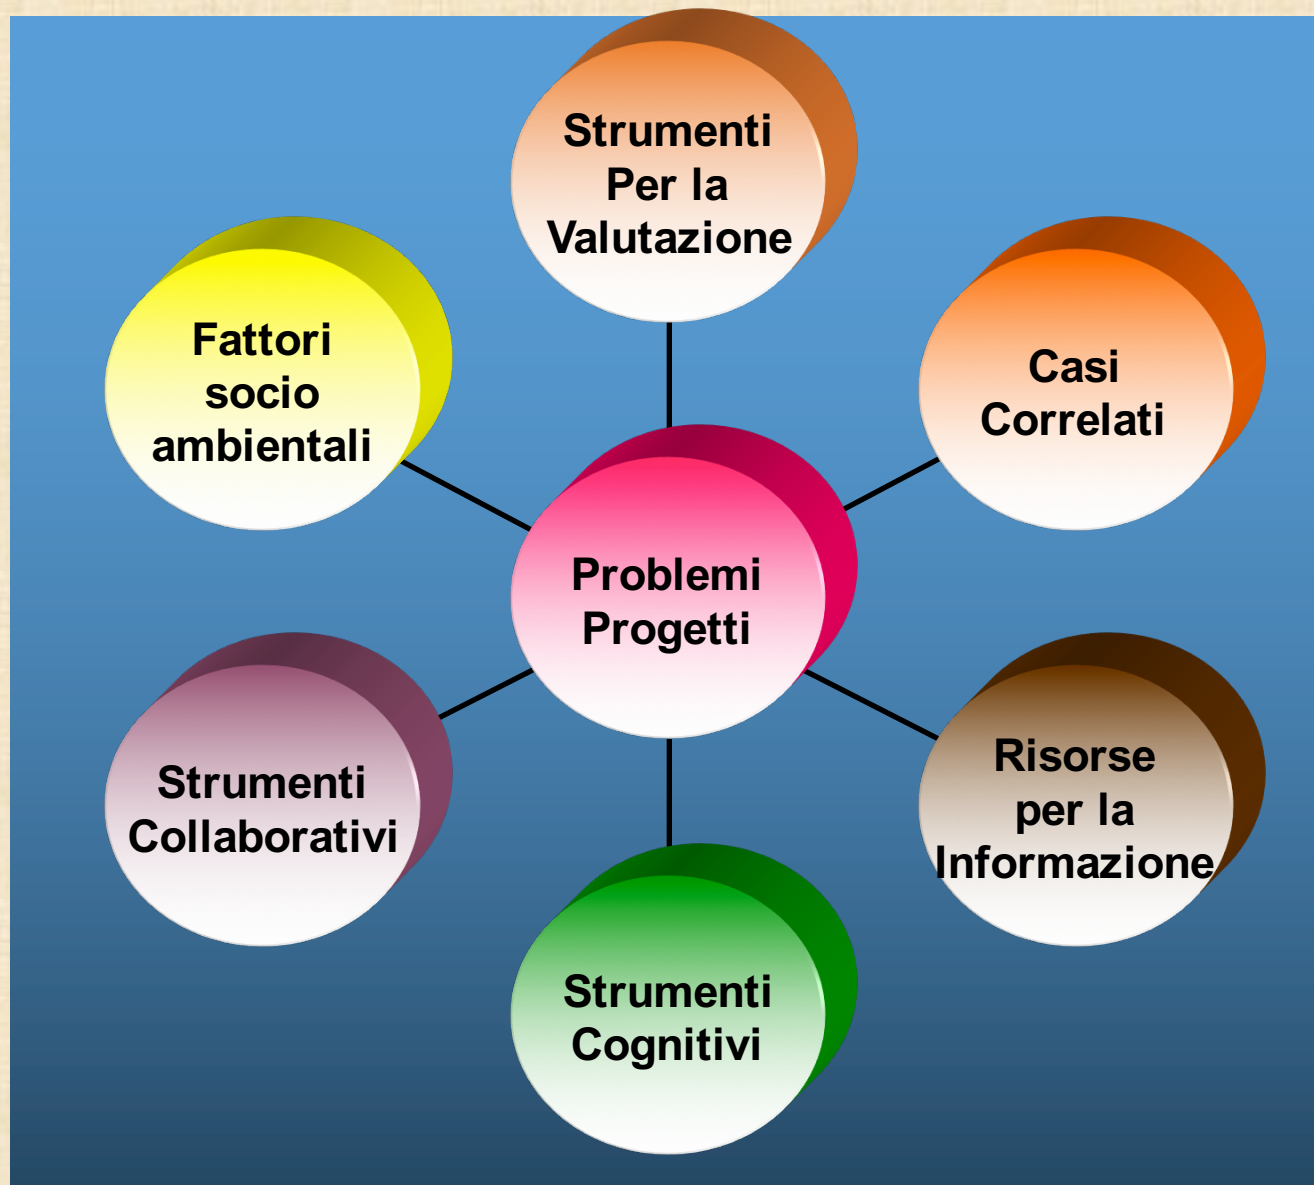 Strumenti
Per la
Valutazione
Fattori
socio
ambientali
Casi
Correlati
Problemi
Progetti
Strumenti
Collaborativi
Risorse
per la
Informazione
Strumenti
Cognitivi